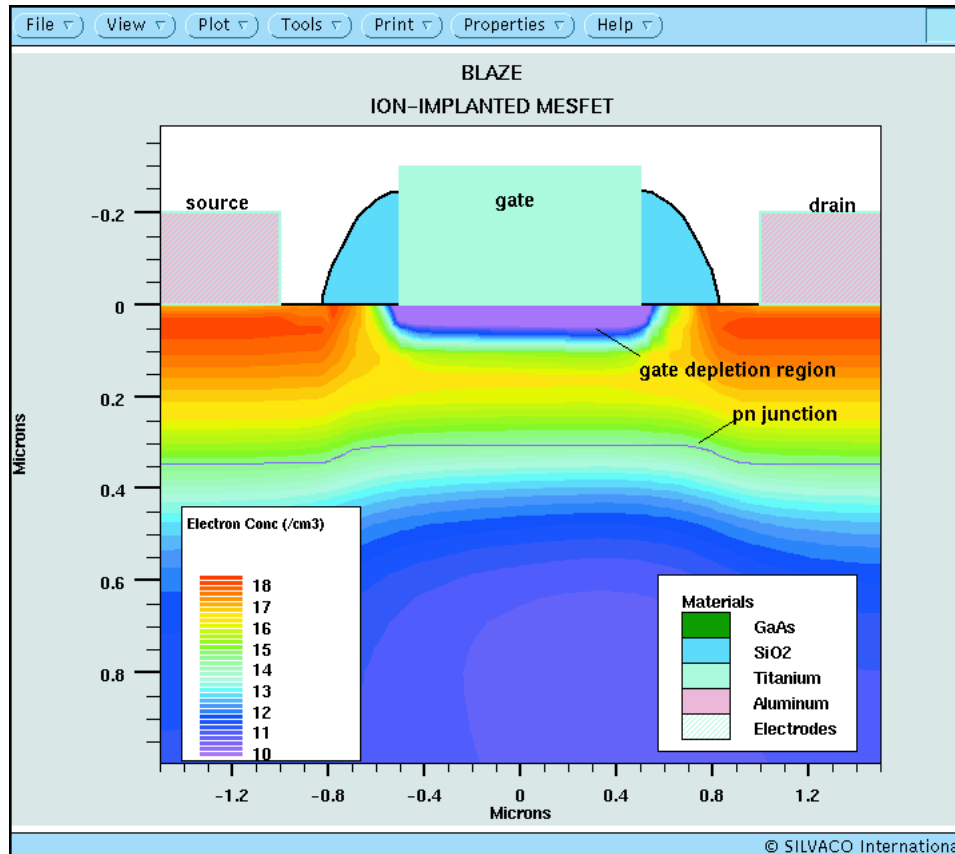 File View Plot Tools Print Properties Help
BLAZE
ION-IMPLANTED MESFET
source
gate
drain
gate depletion region
pn junction
Microns
-0.2
0
0.2
0.4
0.6
0.8
Electron Conc (/cm3)
18
17
16
15
14
13
12
11
10
Materials
GaAs
SiO2
Titanium
Aluminum
Electrodes
-1.2 -0.8 -0.4 0 0.4 0.8 1.2
Microns
© SILVACO Internationa